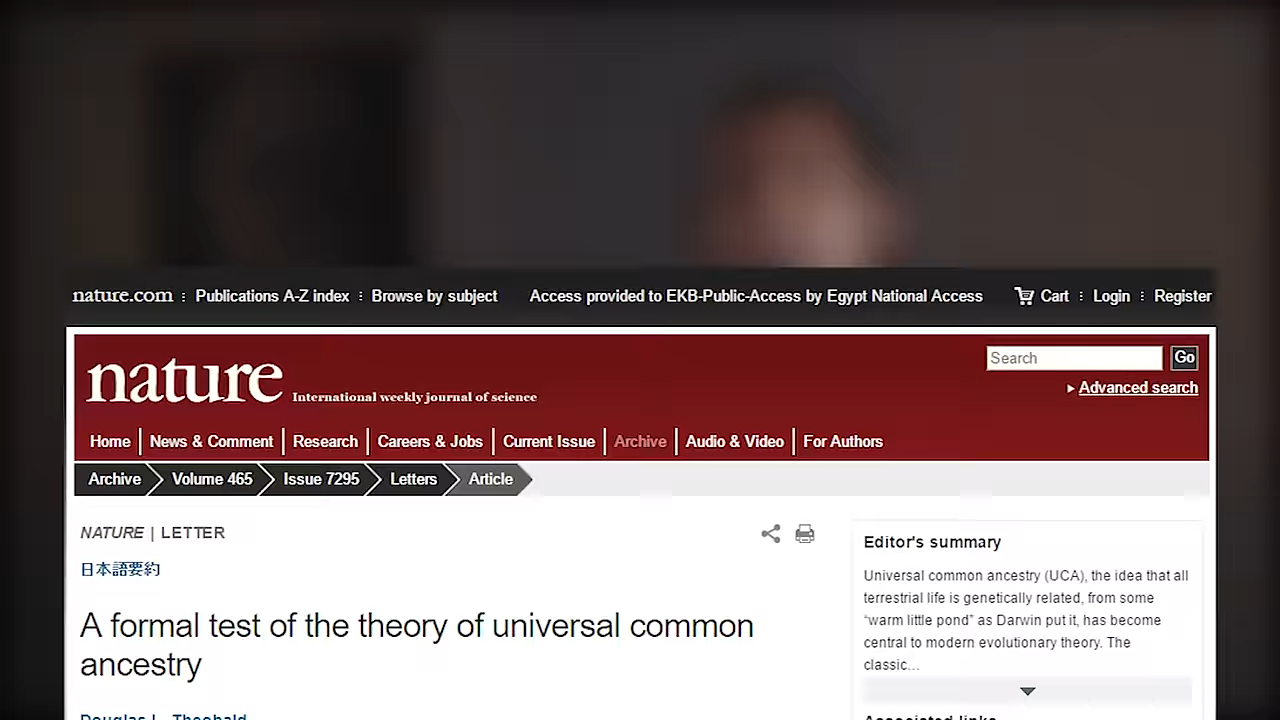 nature.com : Publications A-Z index : Browse by subject Access provided to EKB-Public-Access by Egypt National Access Cart : Login : Register
nature International weekly journal of science
Search Go
Advanced search
Home News & Comment Research Careers & Jobs Current Issue Archive Audio & Video For Authors
Archive Volume 465 Issue 7295 Letters Article
NATURE | LETTER
日本語要約
A formal test of the theory of universal common
ancestry
Douglas L. Theobald
Editor's summary
Universal common ancestry (UCA), the idea that all
terrestrial life is genetically related, from some
“warm little pond” as Darwin put it, has become
central to modern evolutionary theory. The
classic…
Associated links